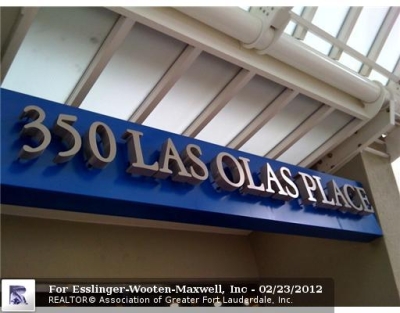 350 LAS OLAS PLACE
For Esslinger-Wooten-Maxwell, Inc - 02/23/2012
REALTOR© Association of Greater Fort Lauderdale, Inc.